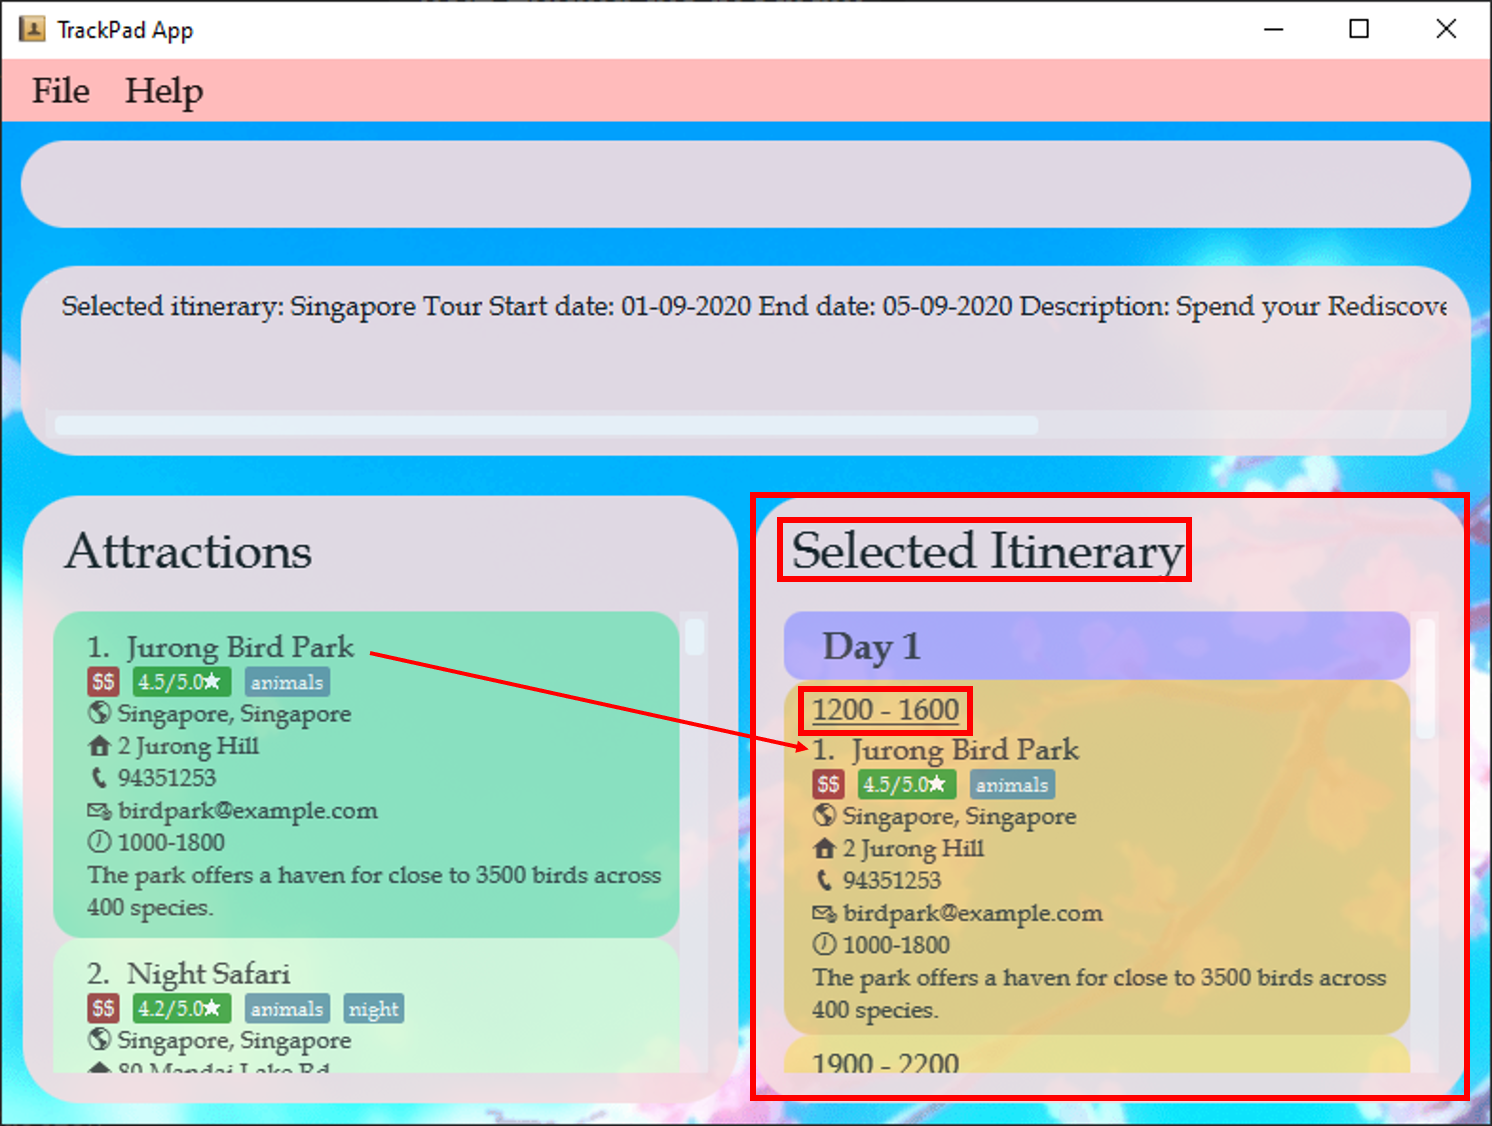 TrackPad App
File Help
Selected itinerary: Singapore Tour Start date: 01-09-2020 End date: 05-09-2020 Description: Spend your Rediscove
Attractions
1. Jurong Bird Park
$$ 4.5/5.0★ animals
Singapore, Singapore
2 Jurong Hill
94351253
birdpark@example.com
1000-1800
The park offers a haven for close to 3500 birds across
400 species.
2. Night Safari
$$ 4.2/5.0★ animals night
Singapore, Singapore
80 Mandai Lake Rd
Selected Itinerary
Day 1
1200 - 1600
1. Jurong Bird Park
$$ 4.5/5.0★ animals
Singapore, Singapore
2 Jurong Hill
94351253
birdpark@example.com
1000-1800
The park offers a haven for close to 3500 birds across
400 species.
1900 - 2200